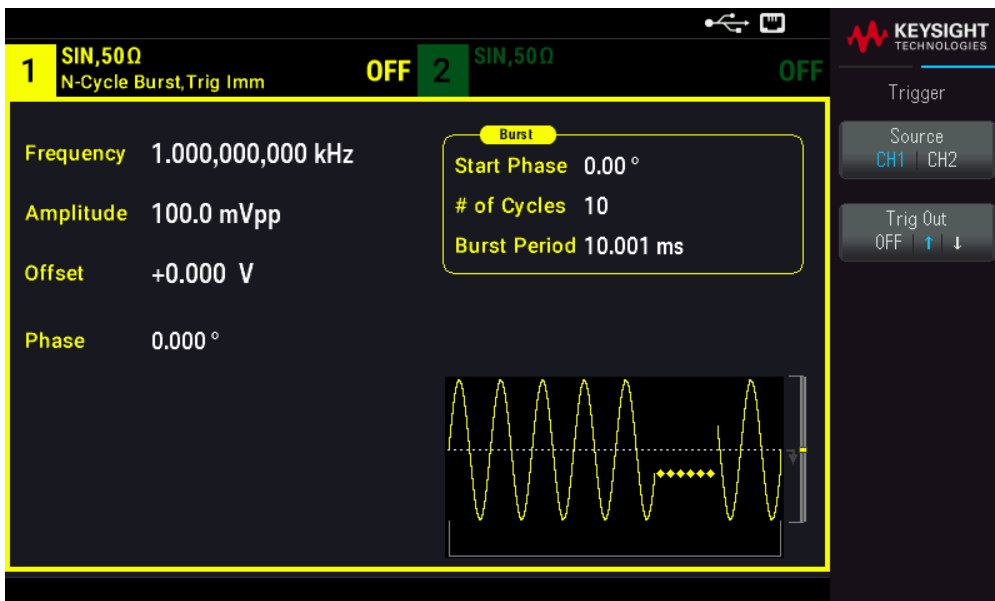 1
SIN,50Ω
N-Cycle Burst,Trig Imm
OFF
2
SIN,50Ω
OFF
Frequency 1.000,000,000 kHz
Amplitude 100.0 mVpp
Offset +0.000 V
Phase 0.000 °
Burst
Start Phase 0.00 °
# of Cycles 10
Burst Period 10.001 ms
KEYSIGHT
TECHNOLOGIES
Trigger
Source
CH1 | CH2
Trig Out
OFF | ↑ | ↓